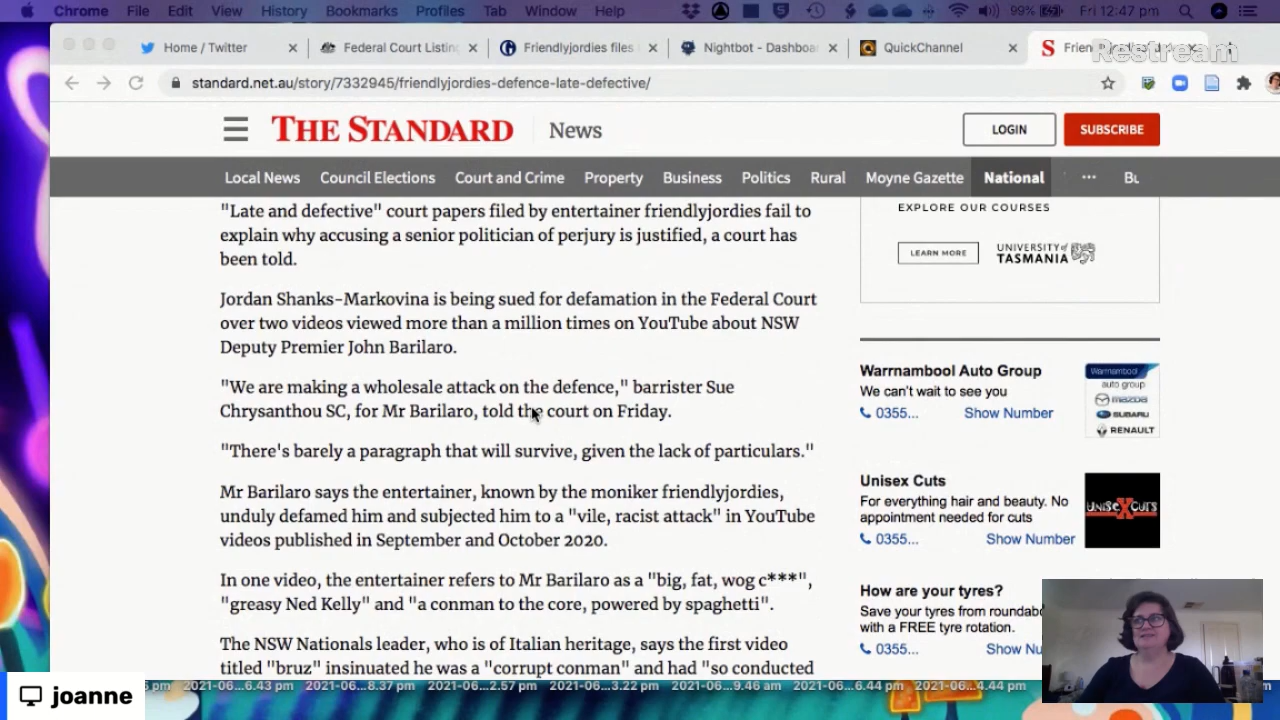 Chrome File Edit View History Bookmarks Profiles Tab Window Help 99% Fri 12:47 pm
Home / Twitter
Federal Court Listing
Friendlyjordies files
Nightbot - Dashboa
QuickChannel
Restream
standard.net.au/story/7332945/friendlyjordies-defence-late-defective/
THE STANDARD News LOGIN SUBSCRIBE
Local News Council Elections Court and Crime Property Business Politics Rural Moyne Gazette National ···
"Late and defective" court papers filed by entertainer friendlyjordies fail to
explain why accusing a senior politician of perjury is justified, a court has
been told.
Jordan Shanks-Markovina is being sued for defamation in the Federal Court
over two videos viewed more than a million times on YouTube about NSW
Deputy Premier John Barilaro.
"We are making a wholesale attack on the defence," barrister Sue
Chrysanthou SC, for Mr Barilaro, told the court on Friday.
"There's barely a paragraph that will survive, given the lack of particulars."
Mr Barilaro says the entertainer, known by the moniker friendlyjordies,
unduly defamed him and subjected him to a "vile, racist attack" in YouTube
videos published in September and October 2020.
In one video, the entertainer refers to Mr Barilaro as a "big, fat, wog c***",
"greasy Ned Kelly" and "a conman to the core, powered by spaghetti".
The NSW Nationals leader, who is of Italian heritage, says the first video
titled "bruz" insinuated he was a "corrupt conman" and had "so conducted
EXPLORE OUR COURSES
LEARN MORE
UNIVERSITY of
TASMANIA
Warrnambool Auto Group
We can't wait to see you
0355... Show Number
Warrnambool
auto group
mazda
SUBARU
RENAULT
Unisex Cuts
For everything hair and beauty. No
appointment needed for cuts
0355... Show Number
UNISEX CUTS
How are your tyres?
Save your tyres from roundabo
with a FREE tyre rotation.
0355... Show Nu
joanne
5 pm 2021-06...6.43 pm 2021-06...8.37 pm 2021-06...2.57 pm 2021-06...3.22 pm 2021-06...9.46 am 2021-06...6.44 pm 2021-06...4.44 pm